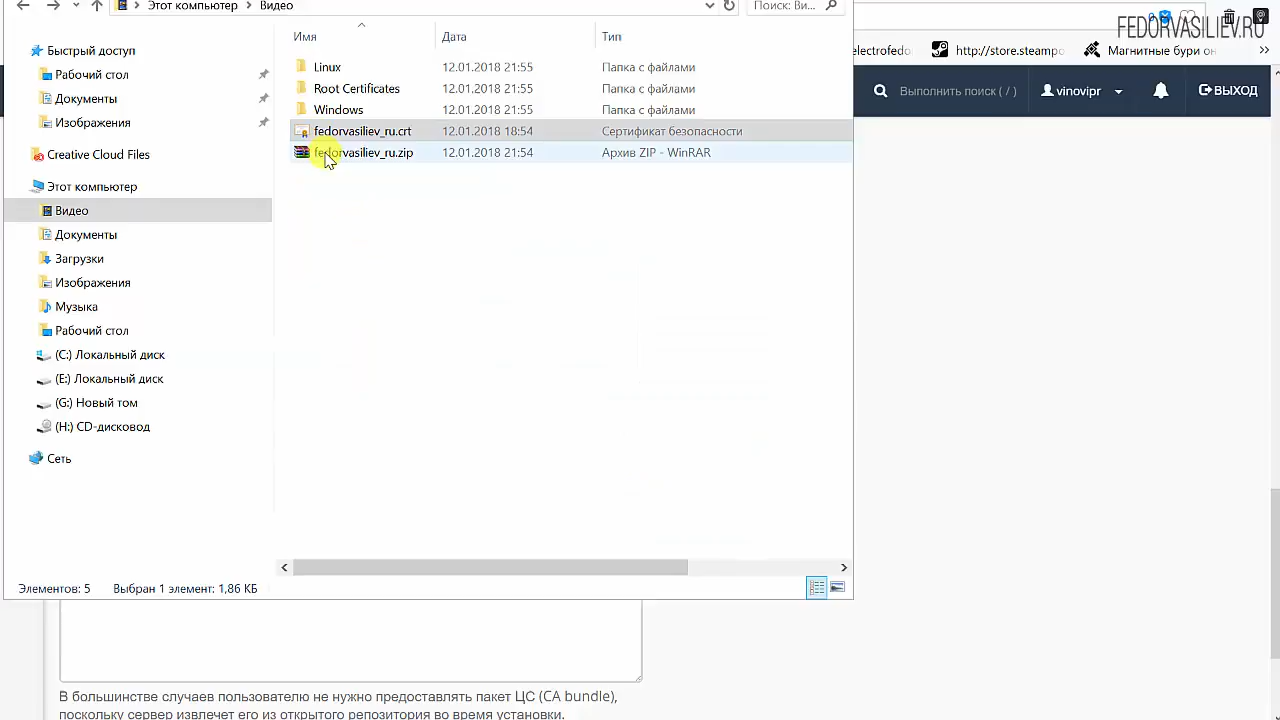 Этот компьютер
Видео
Поиск: Ви...
FEDORVASILIEV.RU
electrofedo
http://store.steampo
Магнитные бури он
Выполнить поиск ( / )
vinovipr
ВЫХОД
Быстрый доступ
Рабочий стол
Документы
Изображения
Creative Cloud Files
Этот компьютер
Видео
Документы
Загрузки
Изображения
Музыка
Рабочий стол
(C:) Локальный диск
(E:) Локальный диск
(G:) Новый том
(H:) CD-дисковод
Сеть
Имя Дата Тип
Linux 12.01.2018 21:55 Папка с файлами
Root Certificates 12.01.2018 21:55 Папка с файлами
Windows 12.01.2018 21:55 Папка с файлами
fedorvasiliev_ru.crt 12.01.2018 18:54 Сертификат безопасности
fedorvasiliev_ru.zip 12.01.2018 21:54 Архив ZIP - WinRAR
Элементов: 5 Выбран 1 элемент: 1,86 КБ
В большинстве случаев пользователю не нужно предоставлять пакет ЦС (CA bundle),
поскольку сервер извлечет его из открытого репозитория во время установки.